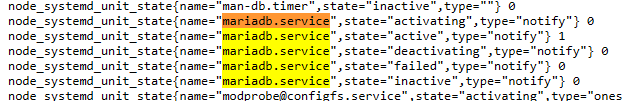 node_systemd_unit_state{name="man-db.timer",state="inactive",type=""} 0
node_systemd_unit_state{name="mariadb.service",state="activating",type="notify"} 0
node_systemd_unit_state{name="mariadb.service",state="active",type="notify"} 1
node_systemd_unit_state{name="mariadb.service",state="deactivating",type="notify"} 0
node_systemd_unit_state{name="mariadb.service",state="failed",type="notify"} 0
node_systemd_unit_state{name="mariadb.service",state="inactive",type="notify"} 0
node_systemd_unit_state{name="modprobe@configfs.service",state="activating",type="ones